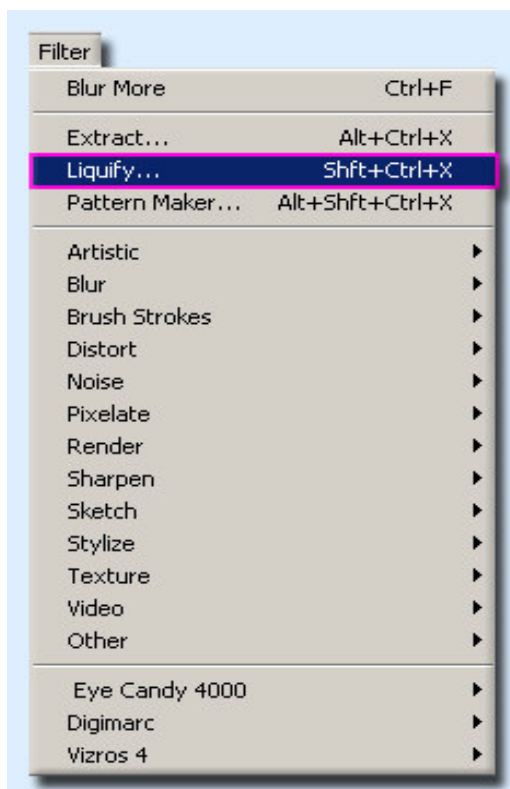 Filter
Blur More Ctrl+F
Extract... Alt+Ctrl+X
Liquify... Shft+Ctrl+X
Pattern Maker... Alt+Shft+Ctrl+X
Artistic
Blur
Brush Strokes
Distort
Noise
Pixelate
Render
Sharpen
Sketch
Stylize
Texture
Video
Other
Eye Candy 4000
Digimarc
Vizros 4